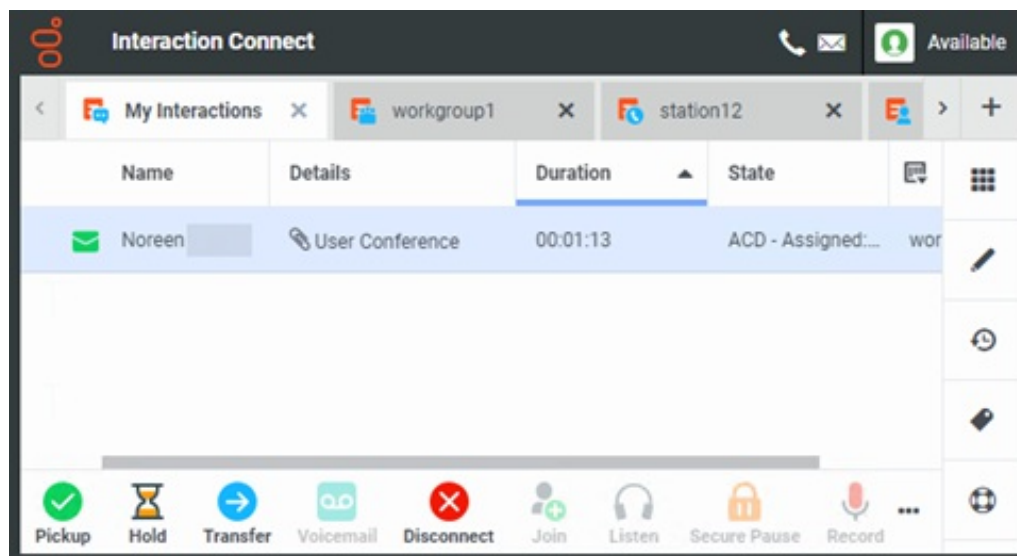 Interaction Connect
Available
My Interactions
workgroup1
station12
Name Details Duration State
Noreen User Conference 00:01:13 ACD - Assigned:... wor
Pickup Hold Transfer Voicemail Disconnect Join Listen Secure Pause Record